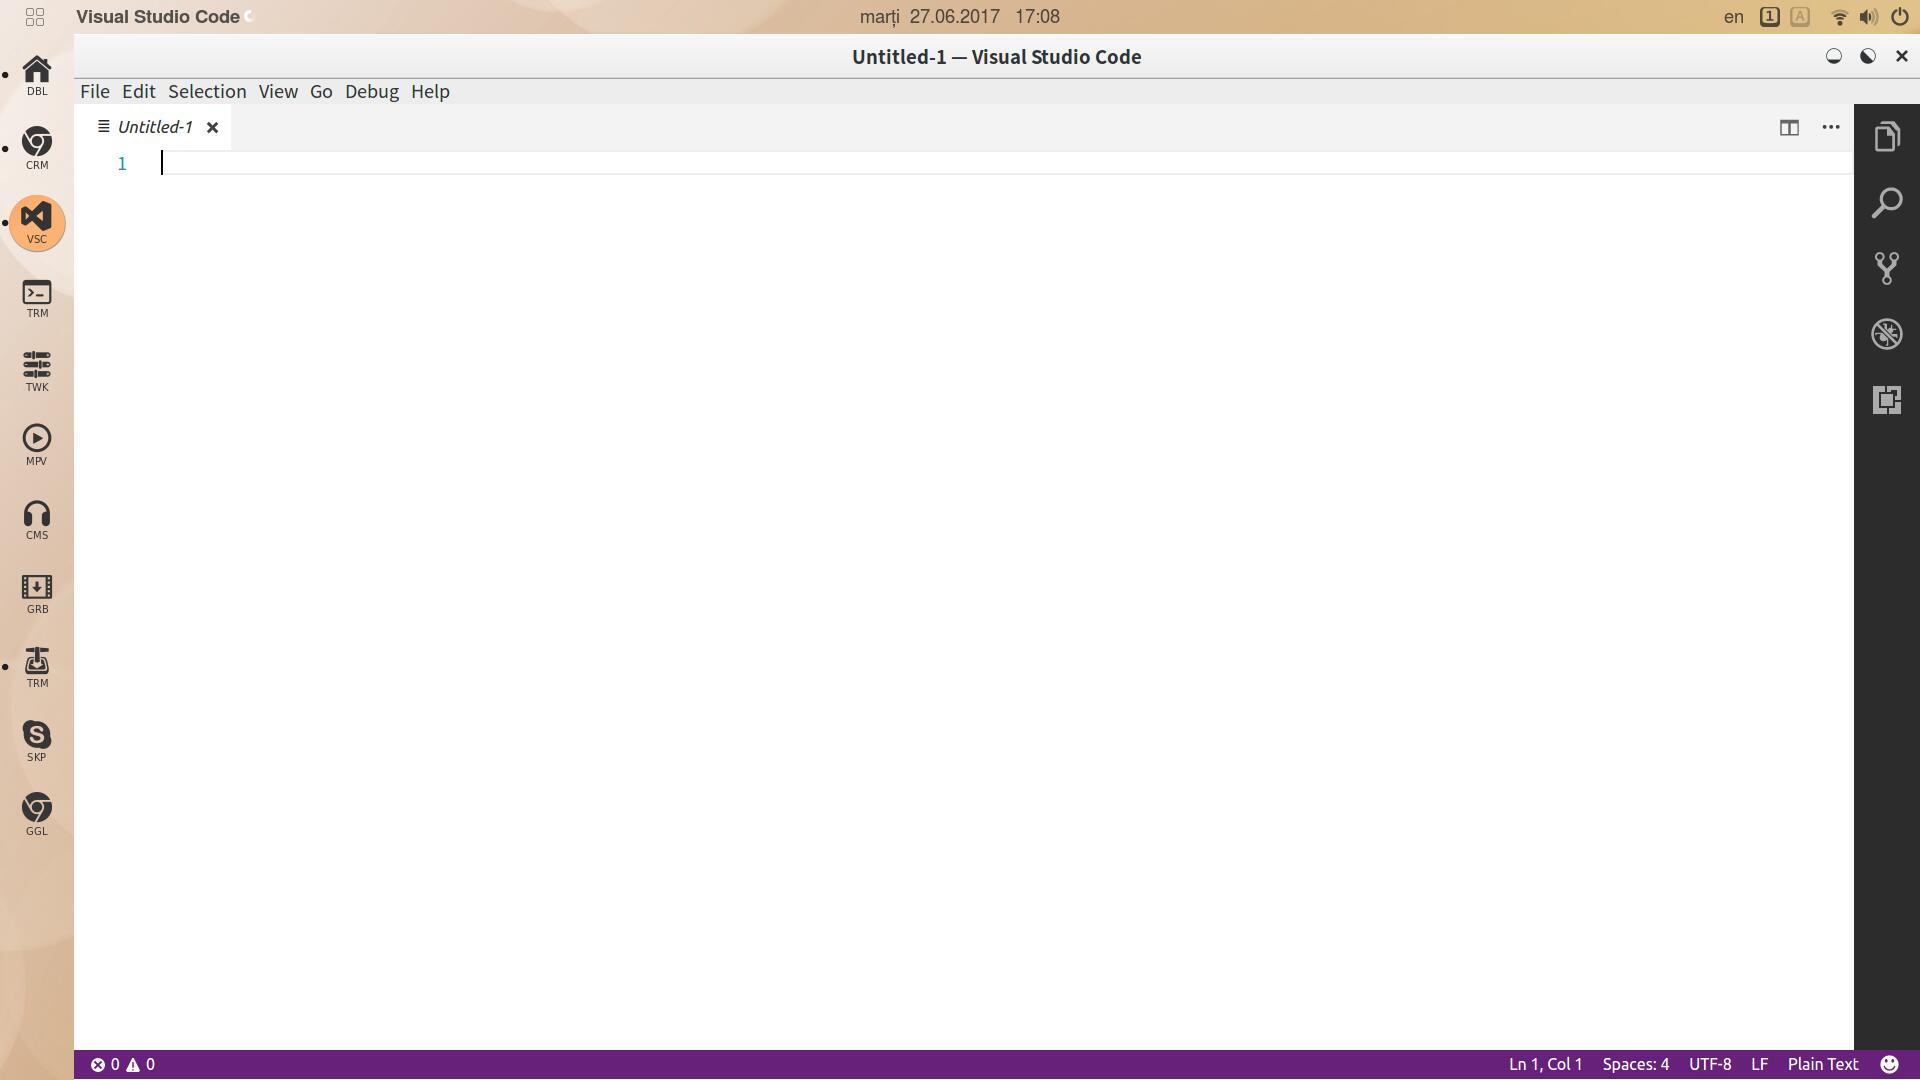 Visual Studio Code
marți 27.06.2017 17:08
en 1 A
Untitled-1 — Visual Studio Code
File Edit Selection View Go Debug Help
Untitled-1
1
DBL
CRM
VSC
TRM
TWK
MPV
CMS
GRB
TRM
SKP
GGL
0 0
Ln 1, Col 1 Spaces: 4 UTF-8 LF Plain Text